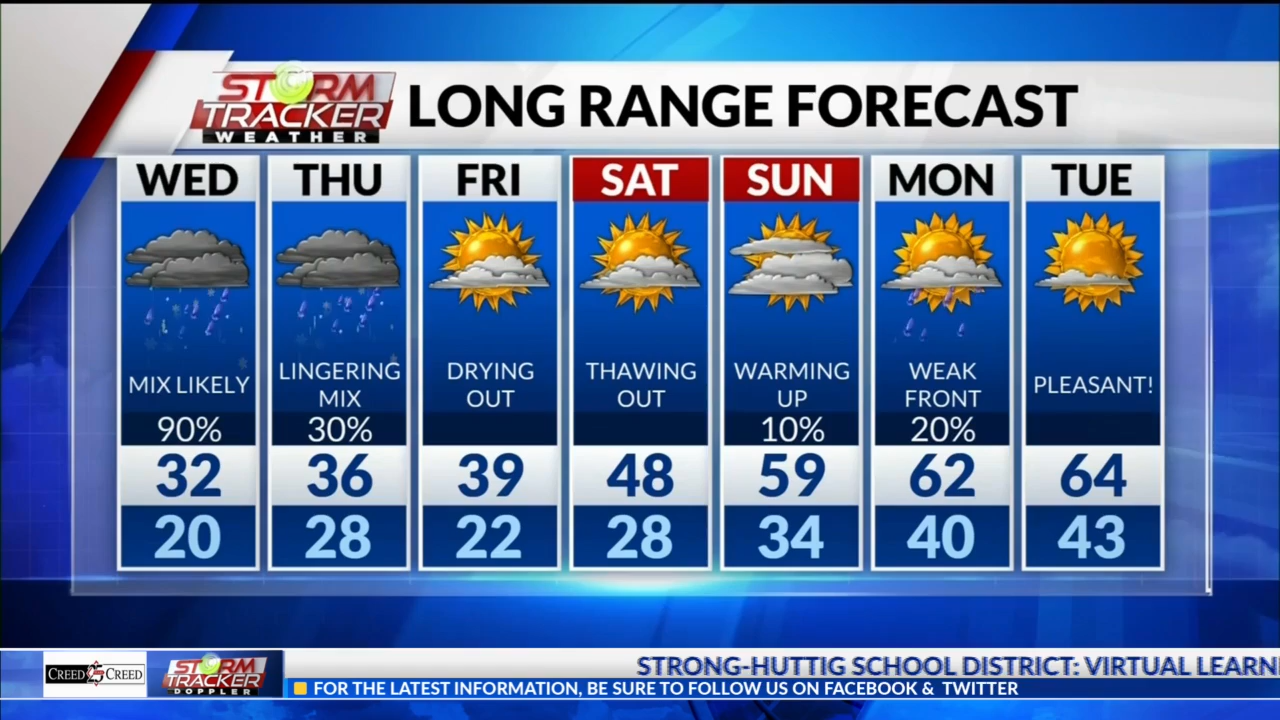 STORM
TRACKER
WEATHER
LONG RANGE FORECAST
WED
THU
FRI
SAT
SUN
MON
TUE
MIX LIKELY
LINGERING
MIX
DRYING
OUT
THAWING
OUT
WARMING
UP
WEAK
FRONT
PLEASANT!
90%
30%
10%
20%
32
36
39
48
59
62
64
20
28
22
28
34
40
43
CREED CREED
STORM
TRACKER
DOPPLER
STRONG-HUTTIG SCHOOL DISTRICT: VIRTUAL LEARN
FOR THE LATEST INFORMATION, BE SURE TO FOLLOW US ON FACEBOOK & TWITTER